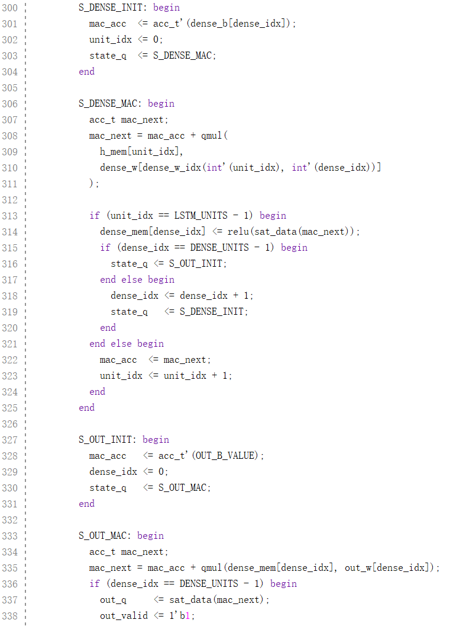 300 S_DENSE_INIT: begin
301 mac_acc <= acc_t'(dense_b[dense_idx]);
302 unit_idx <= 0;
303 state_q <= S_DENSE_MAC;
304 end
305
306 S_DENSE_MAC: begin
307 acc_t mac_next;
308 mac_next = mac_acc + qmul(
309 h_mem[unit_idx],
310 dense_w[dense_w_idx(int'(unit_idx), int'(dense_idx))]
311 );
312
313 if (unit_idx == LSTM_UNITS - 1) begin
314 dense_mem[dense_idx] <= relu(sat_data(mac_next));
315 if (dense_idx == DENSE_UNITS - 1) begin
316 state_q <= S_OUT_INIT;
317 end else begin
318 dense_idx <= dense_idx + 1;
319 state_q <= S_DENSE_INIT;
320 end
321 end else begin
322 mac_acc <= mac_next;
323 unit_idx <= unit_idx + 1;
324 end
325 end
326
327 S_OUT_INIT: begin
328 mac_acc <= acc_t'(OUT_B_VALUE);
329 dense_idx <= 0;
330 state_q <= S_OUT_MAC;
331 end
332
333 S_OUT_MAC: begin
334 acc_t mac_next;
335 mac_next = mac_acc + qmul(dense_mem[dense_idx], out_w[dense_idx]);
336 if (dense_idx == DENSE_UNITS - 1) begin
337 out_q <= sat_data(mac_next);
338 out_valid <= 1'b1;